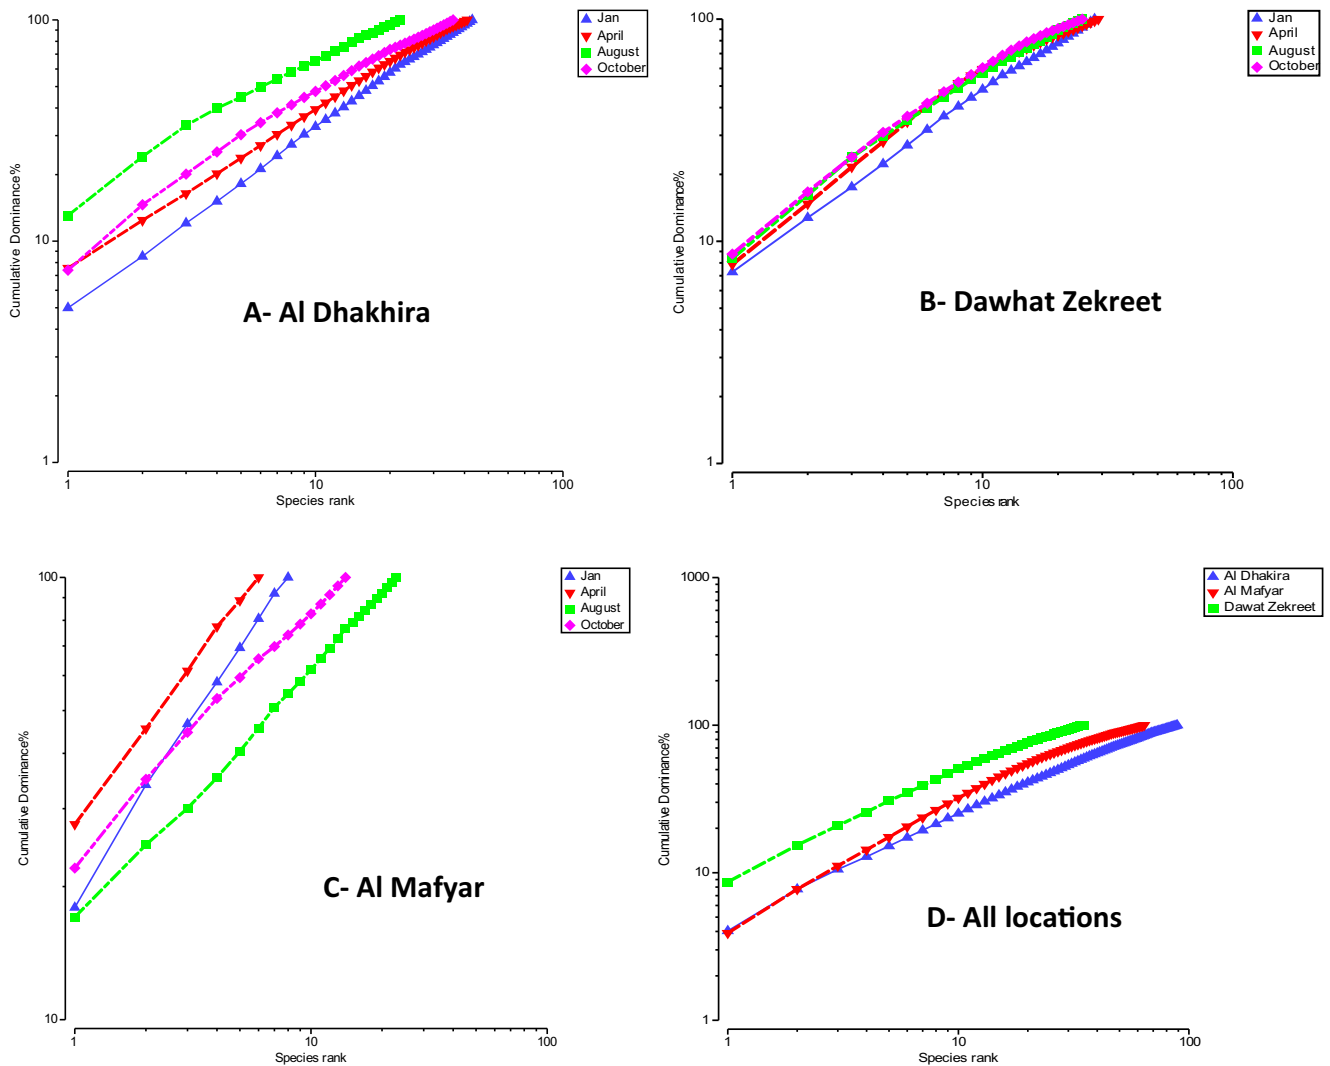 100
10
1
Cumulative Dominance%
1
10
100
Species rank
Jan
April
August
October
A- Al Dhakhira
100
10
1
Cumulative Dominance%
1
10
100
Species rank
Jan
April
August
October
B- Dawhat Zekreet
100
10
Cumulative Dominance%
1
10
100
Species rank
Jan
April
August
October
C- Al Mafyar
1000
100
10
1
Cumulative Dominance%
1
10
100
Species rank
Al Dhakira
Al Mafyar
Dawat Zekreet
D- All locations